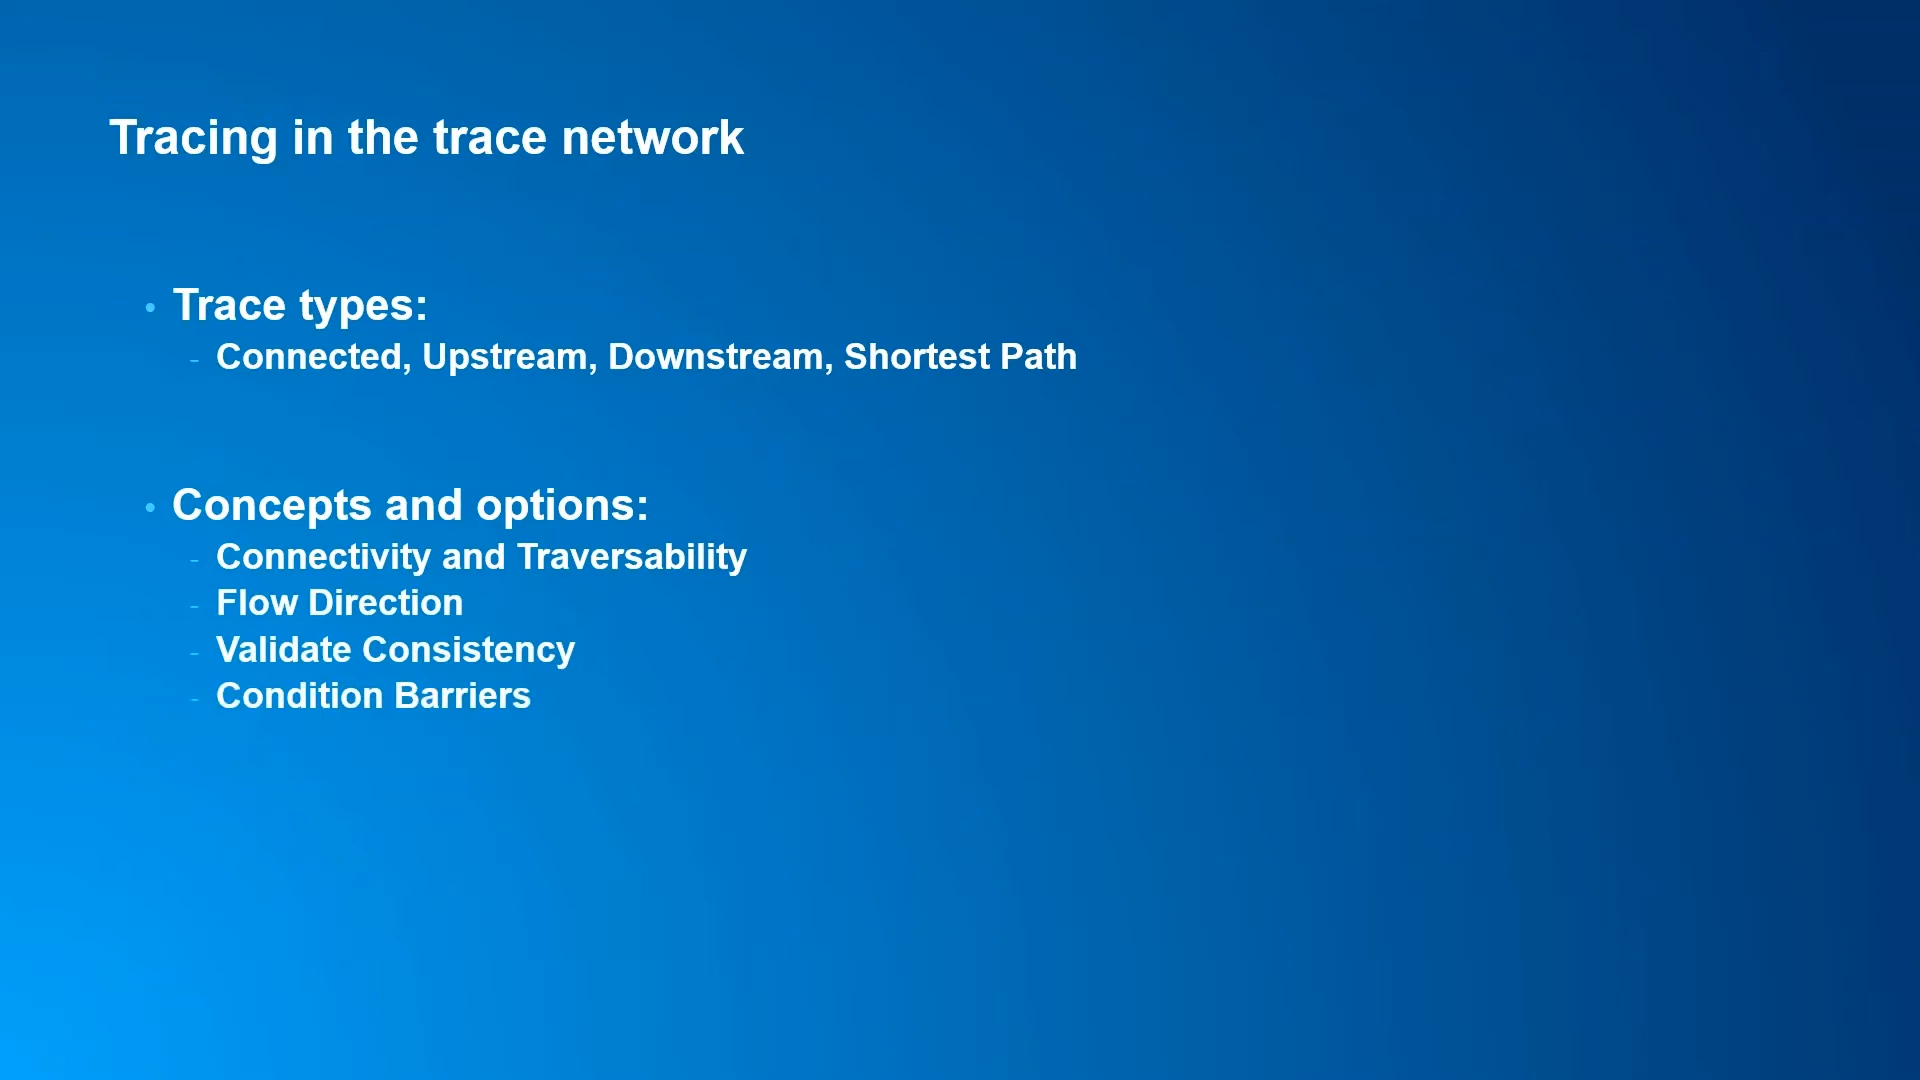 Tracing in the trace network
• Trace types:
- Connected, Upstream, Downstream, Shortest Path
• Concepts and options:
- Connectivity and Traversability
- Flow Direction
- Validate Consistency
- Condition Barriers